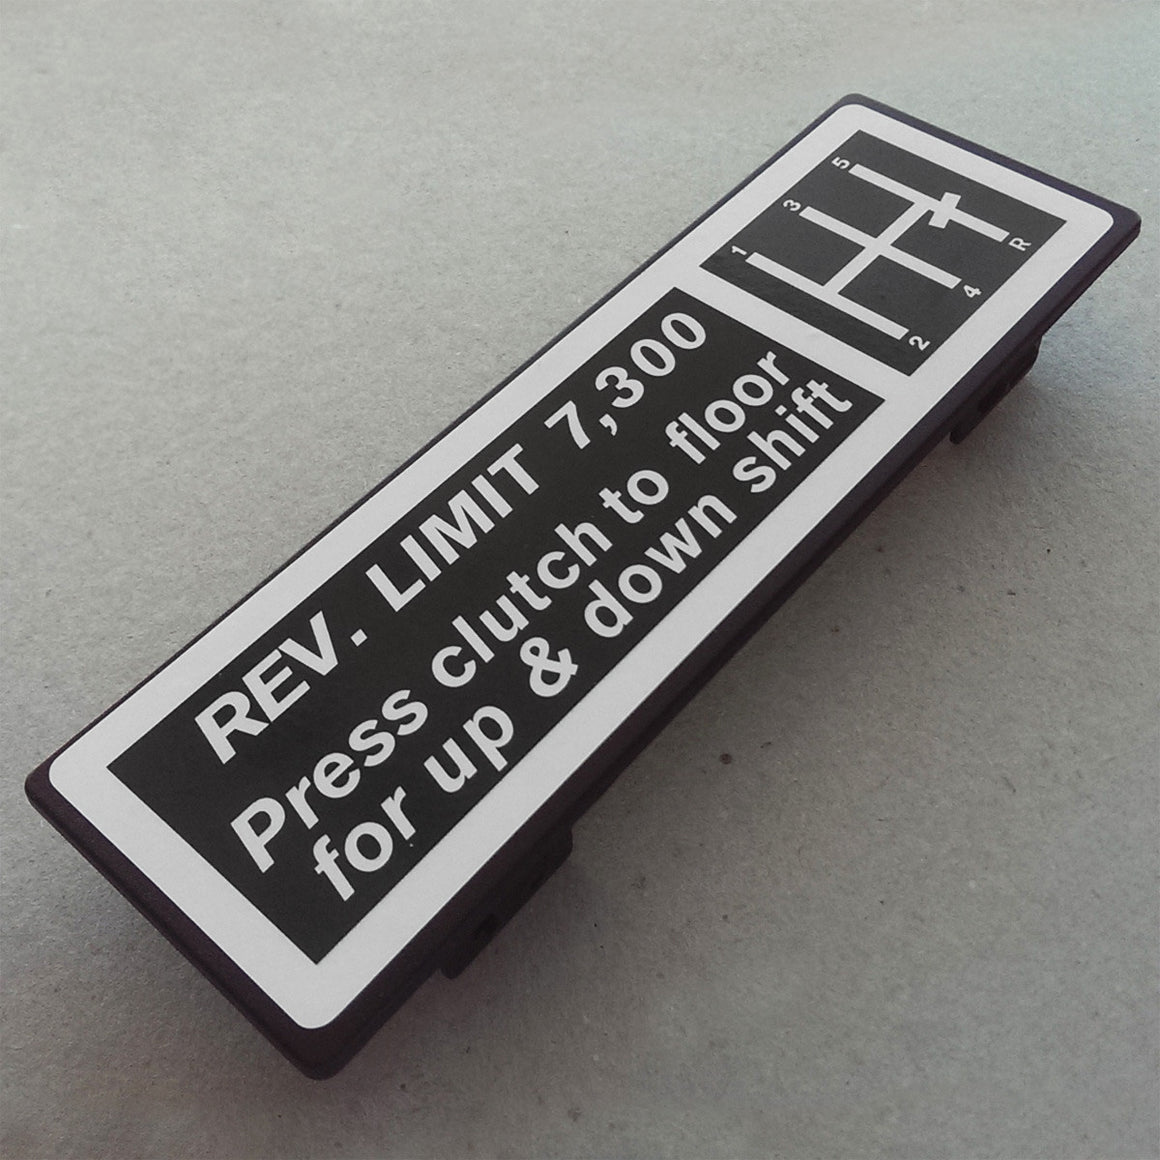 REV. LIMIT 7,300
Press clutch to floor
for up & down shift
1 3 5
2 4 R